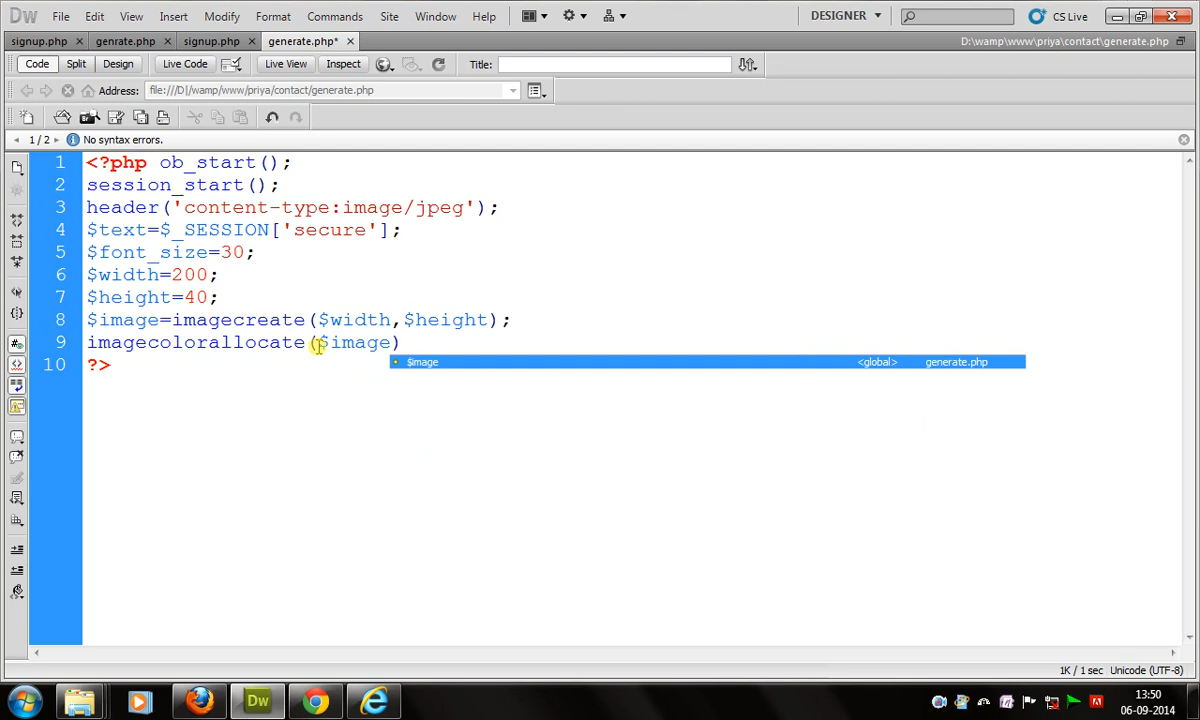 Dw File Edit View Insert Modify Format Commands Site Window Help DESIGNER CS Live
signup.php genrate.php signup.php generate.php* D:\wamp\www\priya\contact\generate.php
Code Split Design Live Code Live View Inspect Title:
Address: file:///D|/wamp/www/priya/contact/generate.php
1 / 2 No syntax errors.
1 <?php ob_start();
2 session_start();
3 header('content-type:image/jpeg');
4 $text=$_SESSION['secure'];
5 $font_size=30;
6 $width=200;
7 $height=40;
8 $image=imagecreate($width,$height);
9 imagecolorallocate($image)
$image <global> generate.php
10 ?>
1K / 1 sec Unicode (UTF-8)
Dw
13:50
06-09-2014